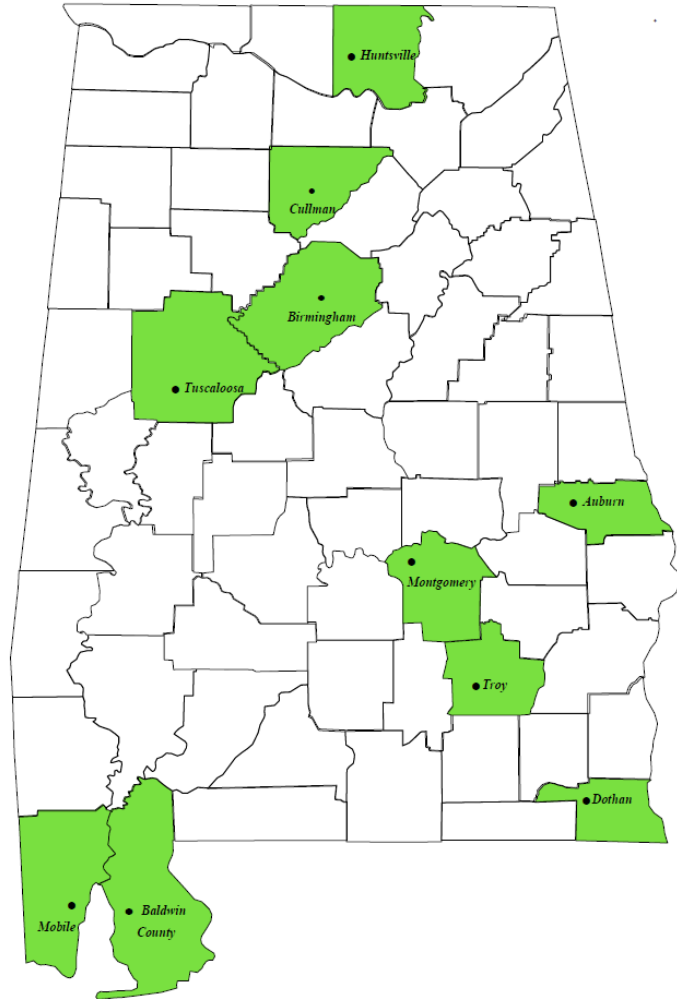 Huntsville
Cullman
Birmingham
Tuscaloosa
Auburn
Montgomery
Troy
Dothan
Mobile
Baldwin
County